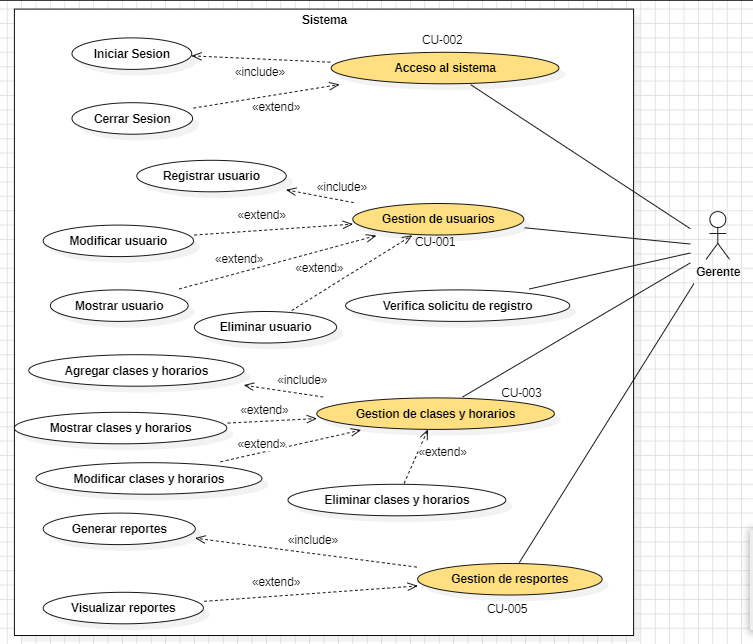 Sistema
CU-002
Iniciar Sesion
Acceso al sistema
«include»
«extend»
Cerrar Sesion
Registrar usuario
«include»
«extend»
Gestion de usuarios
Modificar usuario
CU-001
«extend»
«extend»
Gerente
Mostrar usuario
Verifica solicitu de registro
Eliminar usuario
Agregar clases y horarios
«include»
CU-003
«extend»
Gestion de clases y horarios
Mostrar clases y horarios
«extend»
«extend»
Modificar clases y horarios
Eliminar clases y horarios
Generar reportes
«include»
«extend»
Gestion de resportes
Visualizar reportes
CU-005